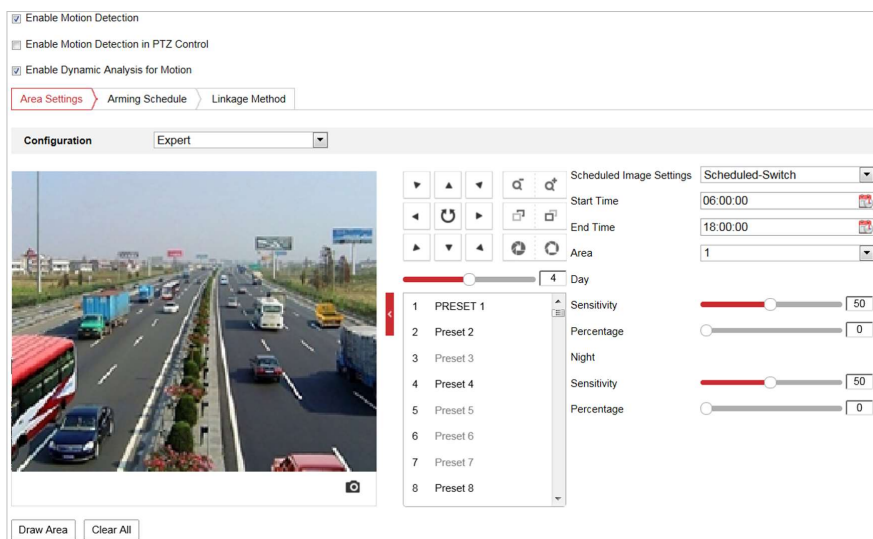 Enable Motion Detection
Enable Motion Detection in PTZ Control
Enable Dynamic Analysis for Motion
Area Settings Arming Schedule Linkage Method
Configuration Expert
Scheduled Image Settings Scheduled-Switch
Start Time 06:00:00
End Time 18:00:00
Area 1
4 Day
1 PRESET 1 Sensitivity 50
2 Preset 2 Percentage 0
3 Preset 3 Night
4 Preset 4 Sensitivity 50
5 Preset 5 Percentage 0
6 Preset 6
7 Preset 7
8 Preset 8
Draw Area Clear All